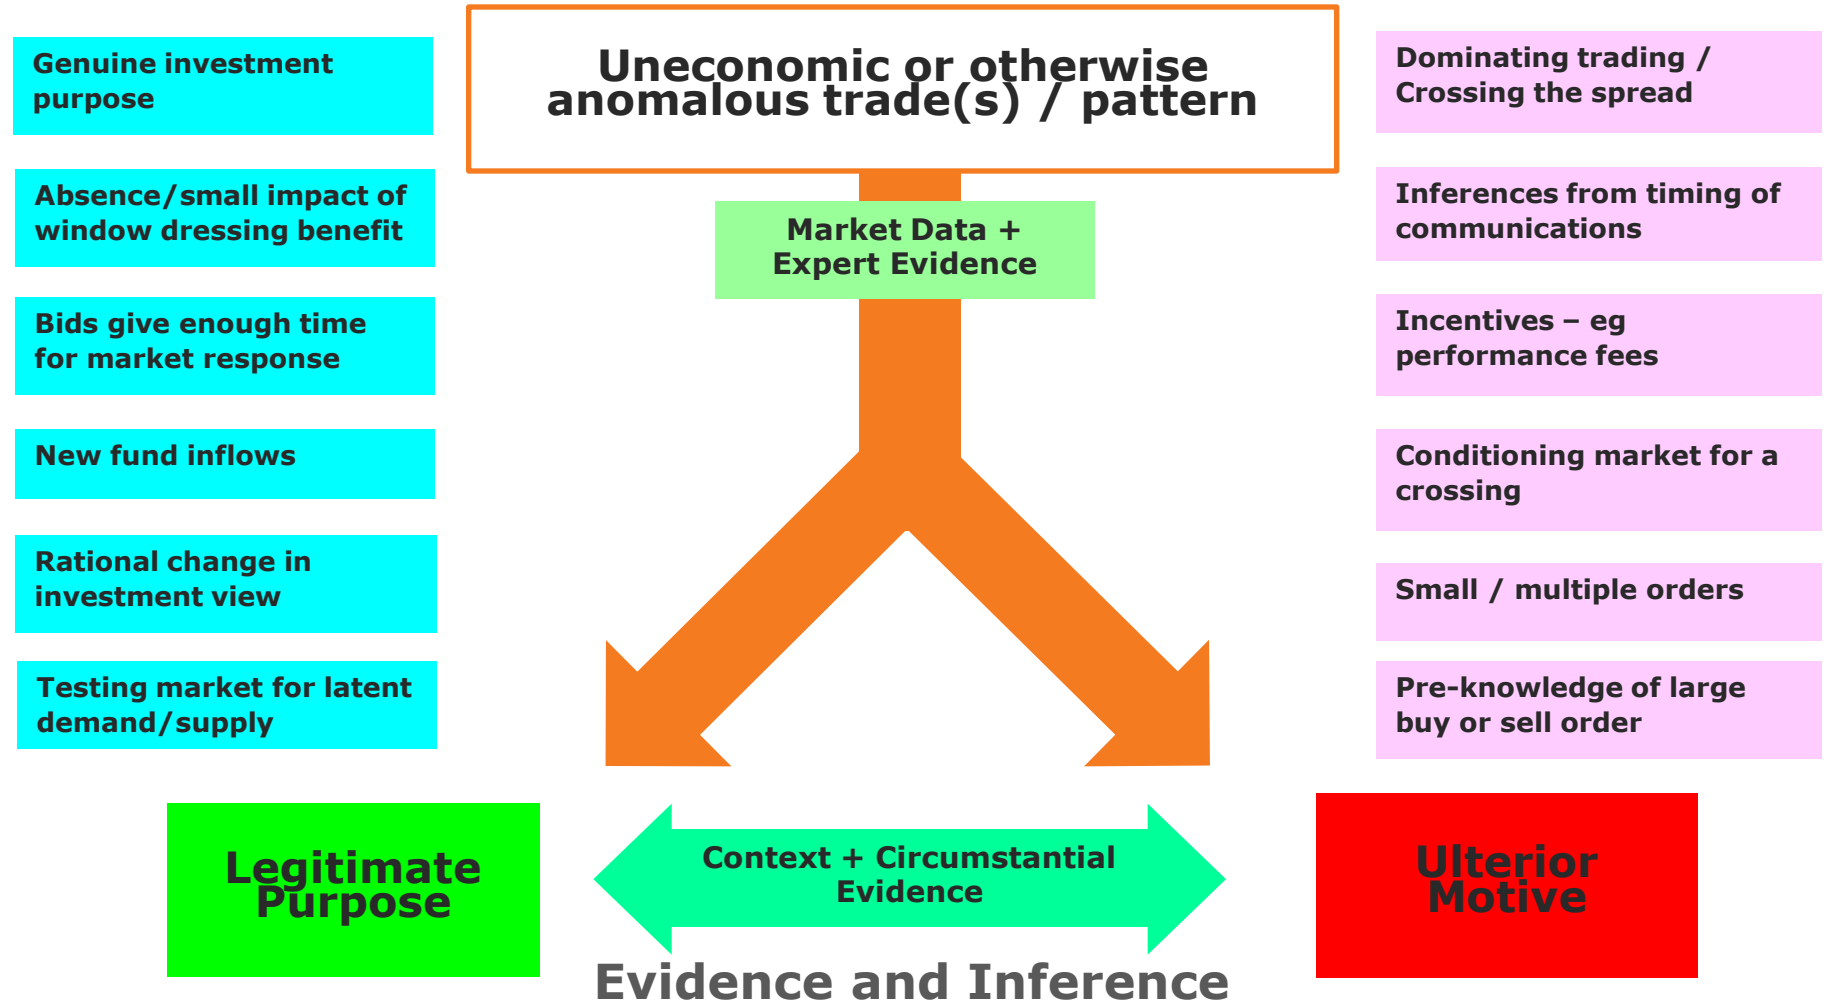 Genuine investment
purpose
Absence/small impact of
window dressing benefit
Bids give enough time
for market response
New fund inflows
Rational change in
investment view
Testing market for latent
demand/supply
Uneconomic or otherwise
anomalous trade(s) / pattern
Market Data +
Expert Evidence
Dominating trading /
Crossing the spread
Inferences from timing of
communications
Incentives – eg
performance fees
Conditioning market for a
crossing
Small / multiple orders
Pre-knowledge of large
buy or sell order
Legitimate
Purpose
Context + Circumstantial
Evidence
Ulterior
Motive
Evidence and Inference